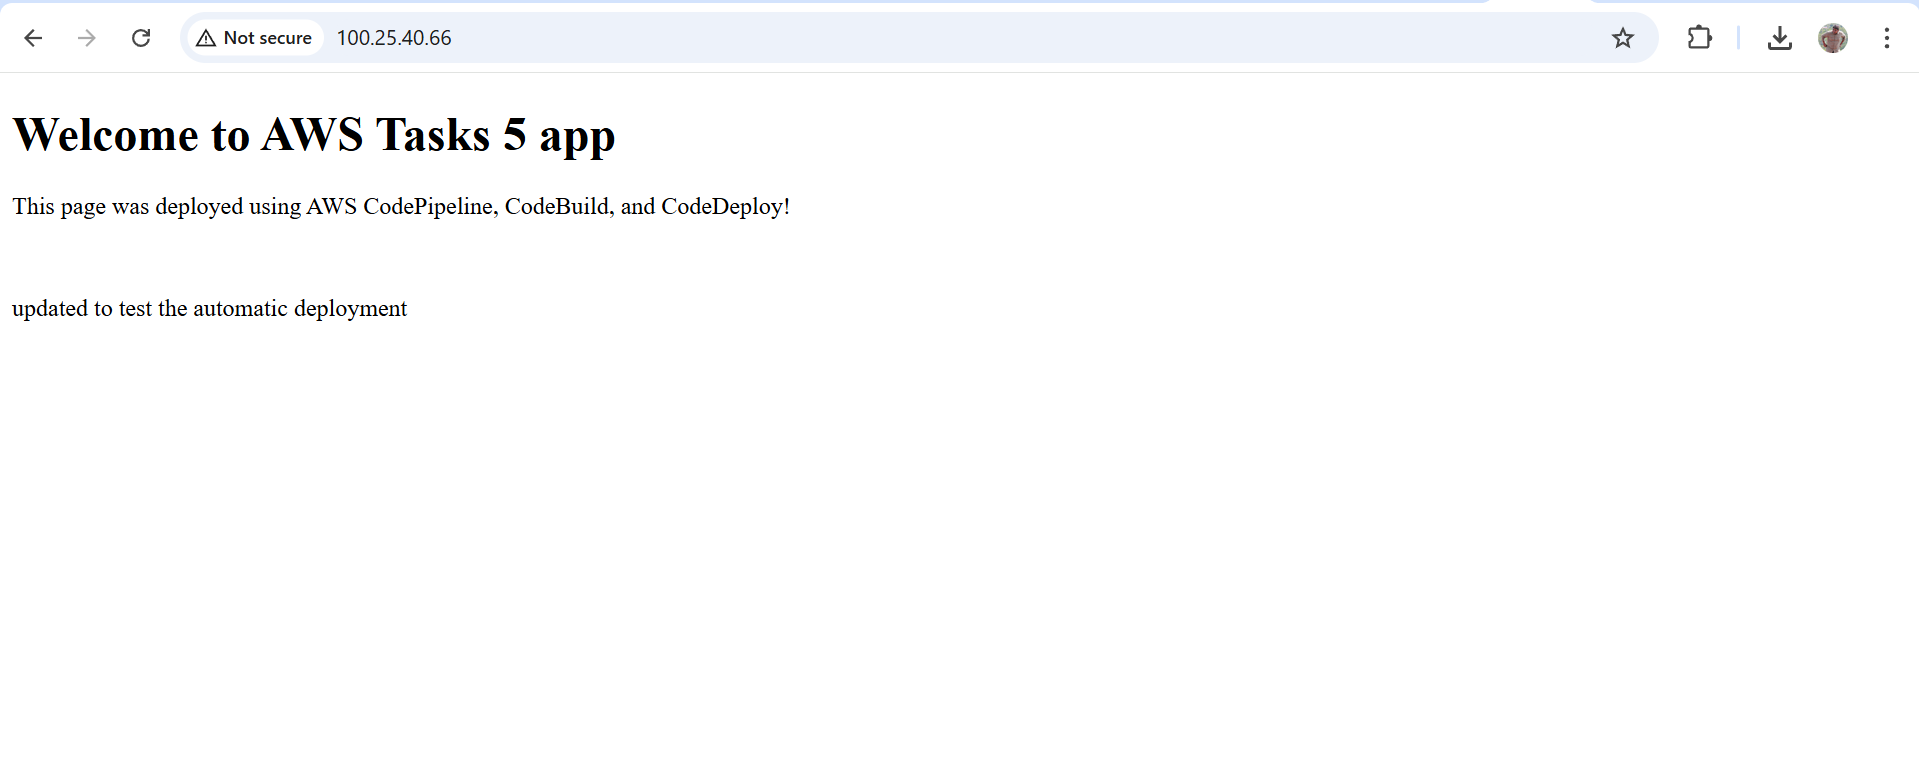 Not secure 100.25.40.66
Welcome to AWS Tasks 5 app
This page was deployed using AWS CodePipeline, CodeBuild, and CodeDeploy!
updated to test the automatic deployment